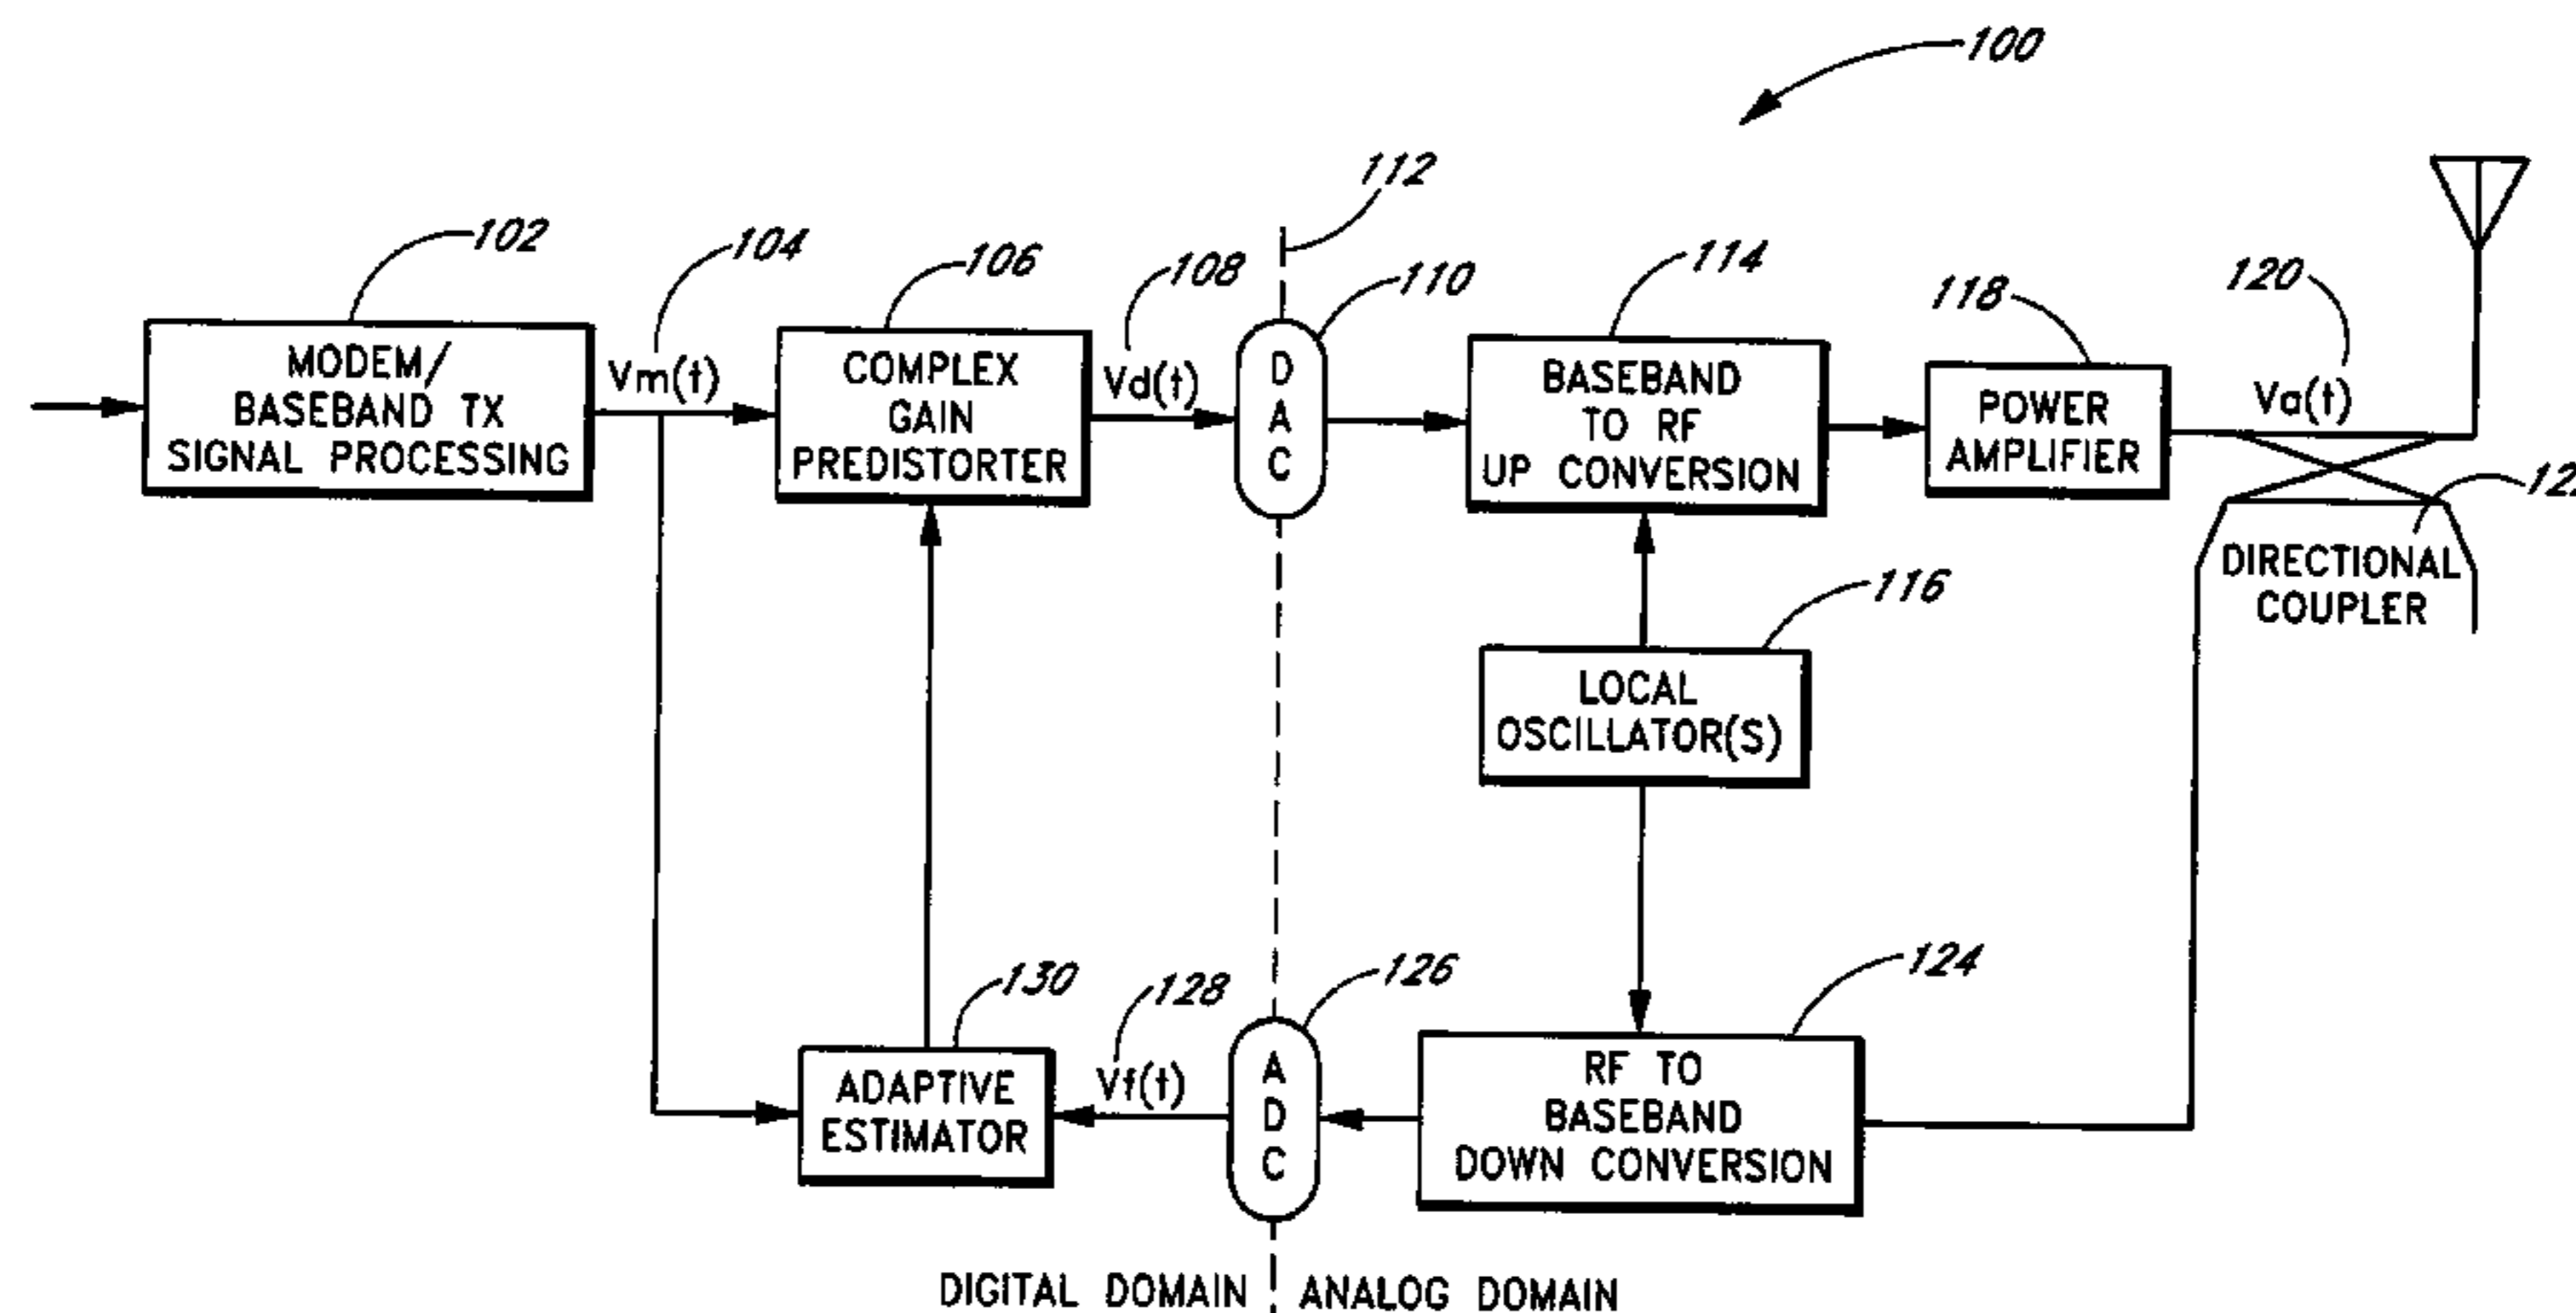 100
112
102
104
106
108
110
114
118
120
MODEM/
BASEBAND TX
SIGNAL PROCESSING
Vm(t)
COMPLEX
GAIN
PREDISTORTER
Vd(t)
D
A
C
BASEBAND
TO RF
UP CONVERSION
POWER
AMPLIFIER
Va(t)
DIRECTIONAL
COUPLER
116
LOCAL
OSCILLATOR(S)
130
128
126
124
ADAPTIVE
ESTIMATOR
Vf(t)
A
D
C
RF TO
BASEBAND
DOWN CONVERSION
DIGITAL DOMAIN
ANALOG DOMAIN